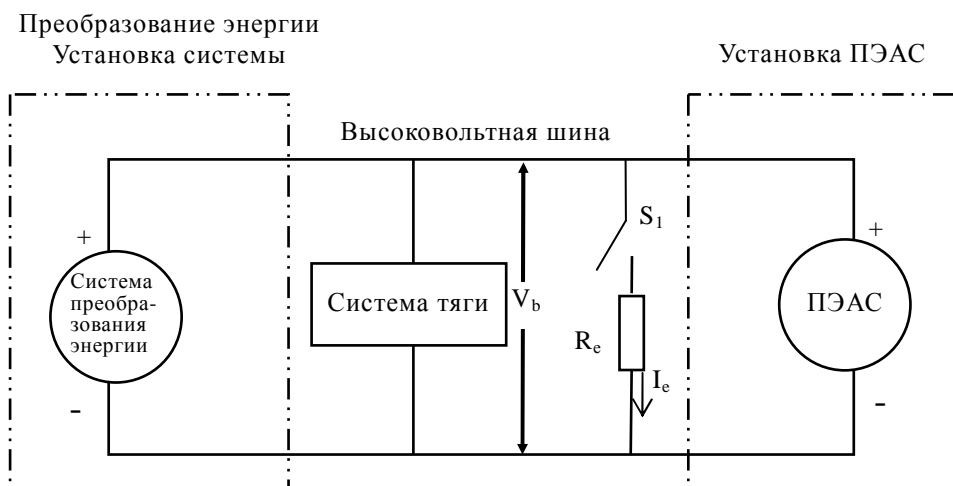 Преобразование энергии
Установка системы
Установка ПЭАС
Высоковольтная шина
S1
+
+
Система
преобра-
зования
энергии
Система тяги
Vb
ПЭАС
Re
Ie
-
-